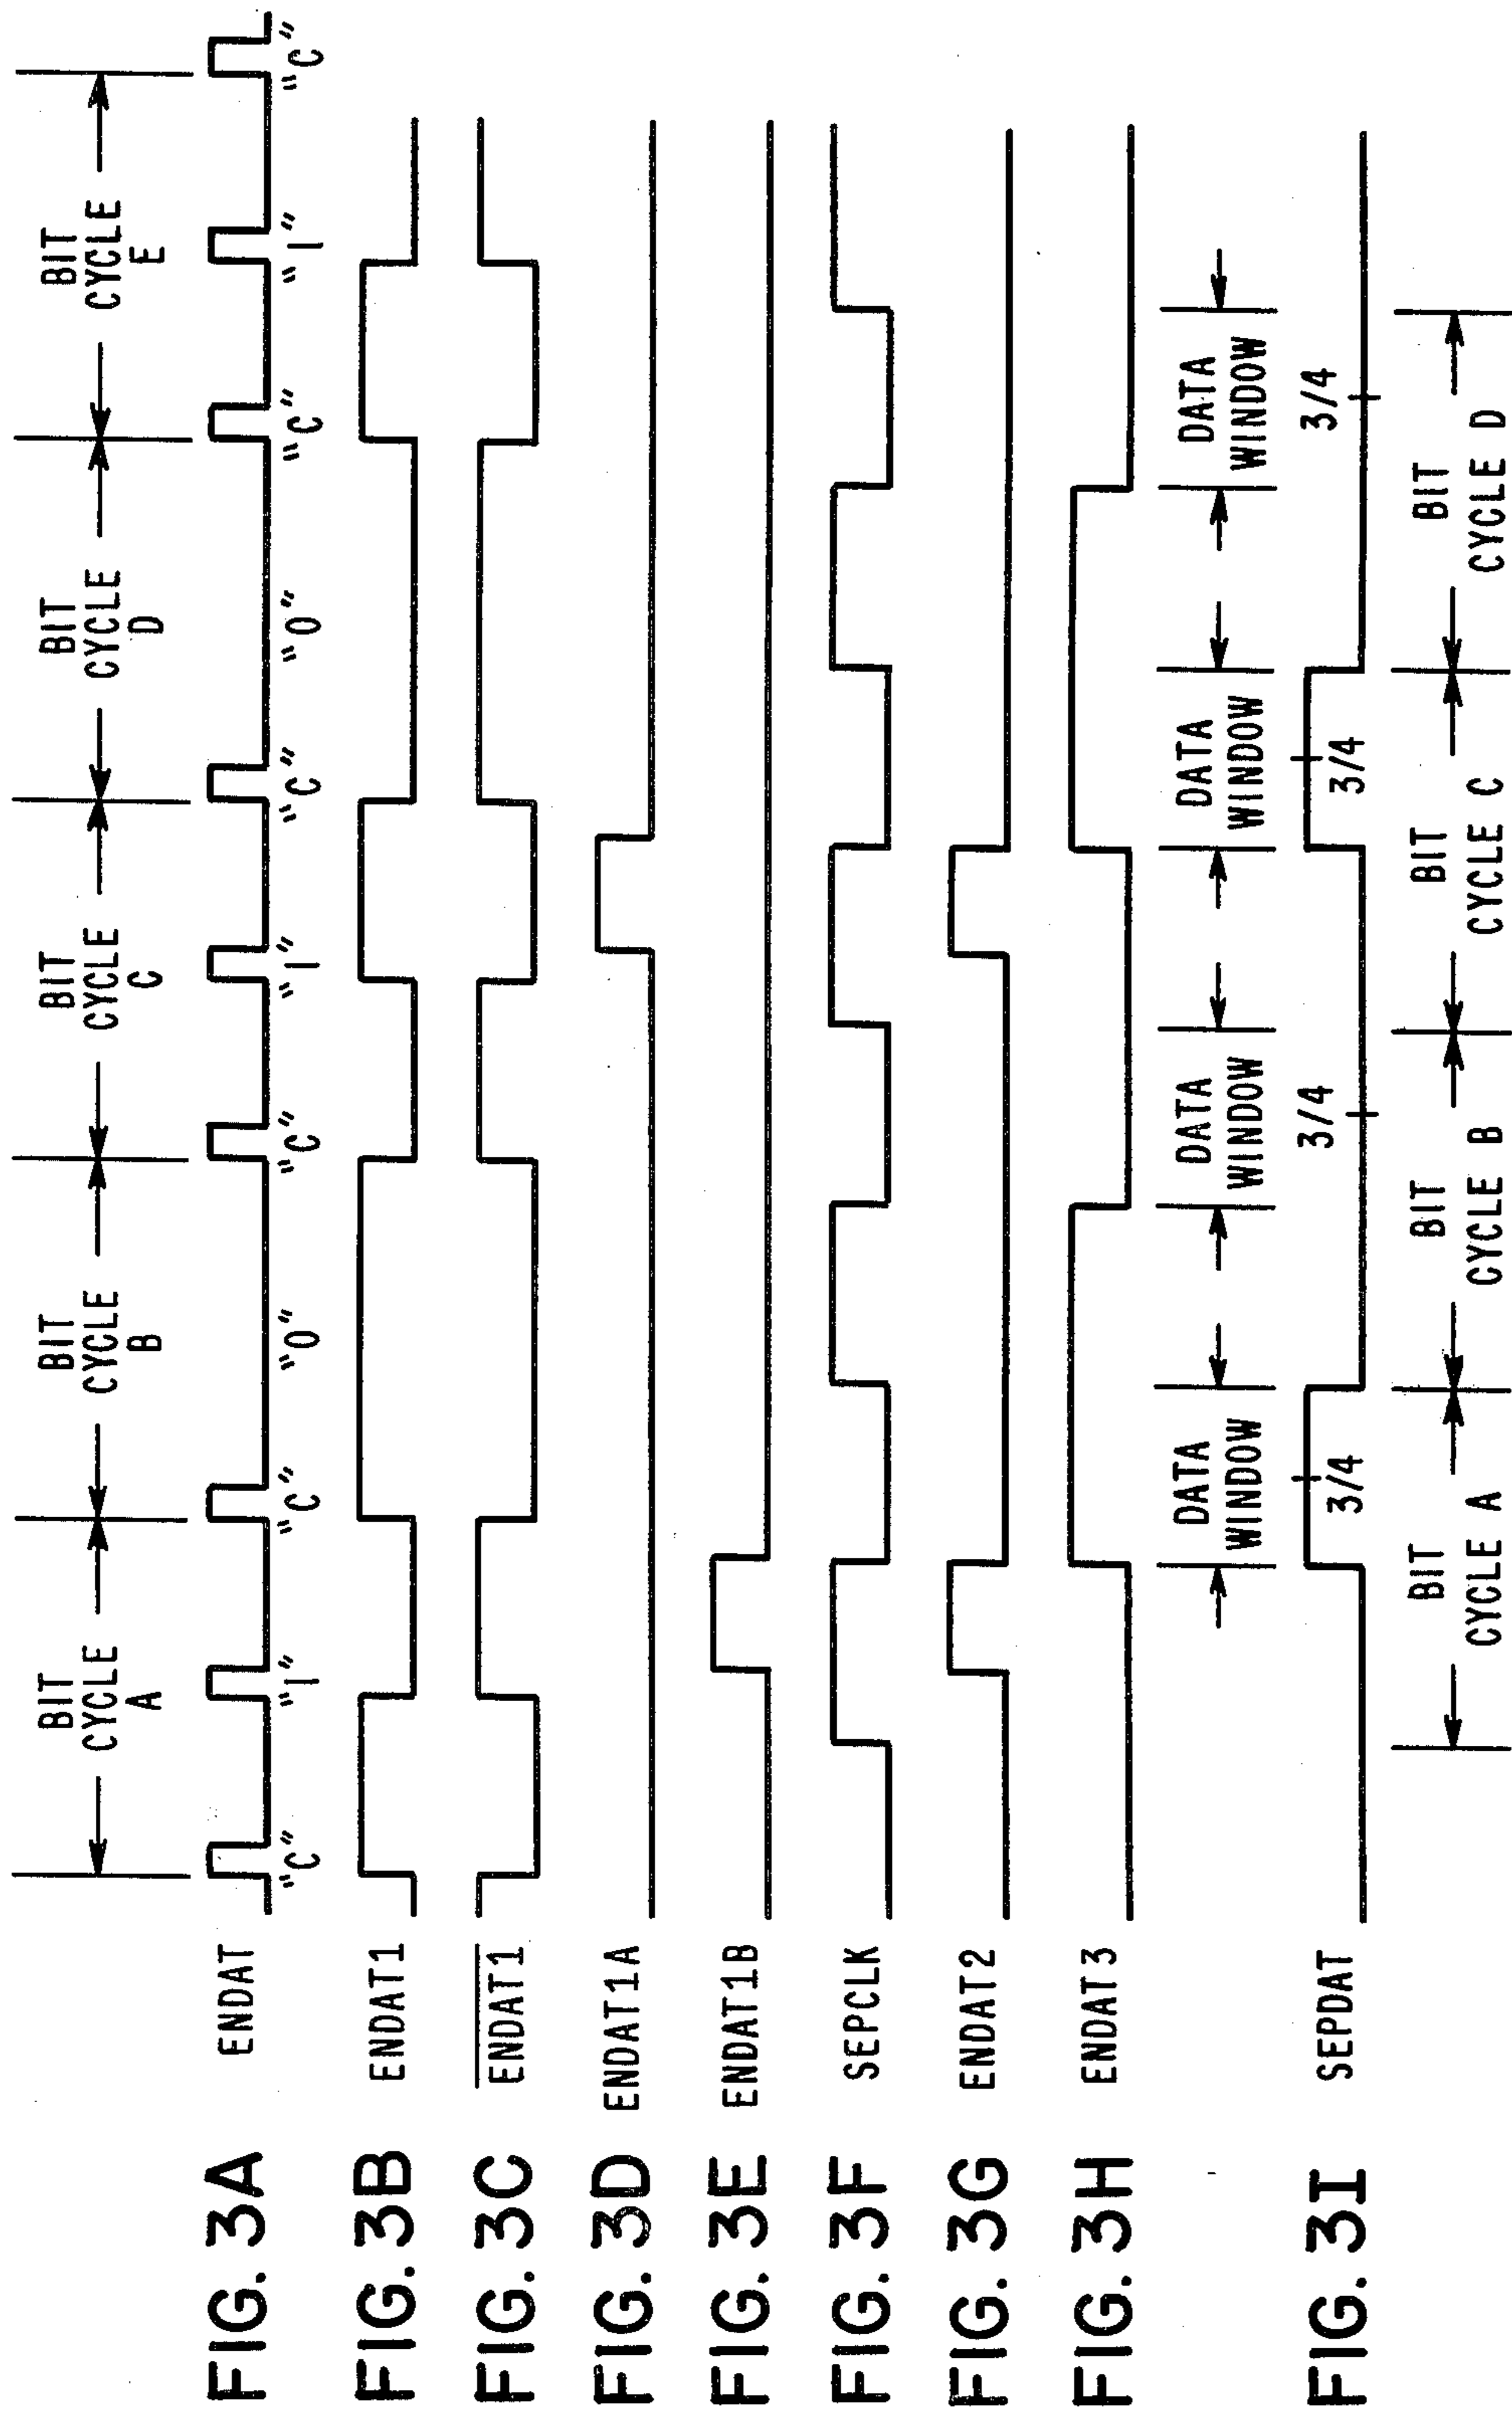 BIT BIT BIT BIT BIT
CYCLE CYCLE CYCLE CYCLE CYCLE
A B C D E
FIG. 3A ENDAT
"C" "1" "C" "0" "C" "1" "C" "0" "C" "1" "C"
FIG. 3B ENDAT1
FIG. 3C ENDAT1
FIG. 3D ENDAT1A
FIG. 3E ENDAT1B
FIG. 3F SEPCLK
FIG. 3G ENDAT2
FIG. 3H ENDAT3
DATA DATA DATA DATA
WINDOW WINDOW WINDOW WINDOW
3/4 3/4 3/4 3/4
FIG. 3I SEPDAT
BIT BIT BIT BIT
CYCLE A CYCLE B CYCLE C CYCLE D